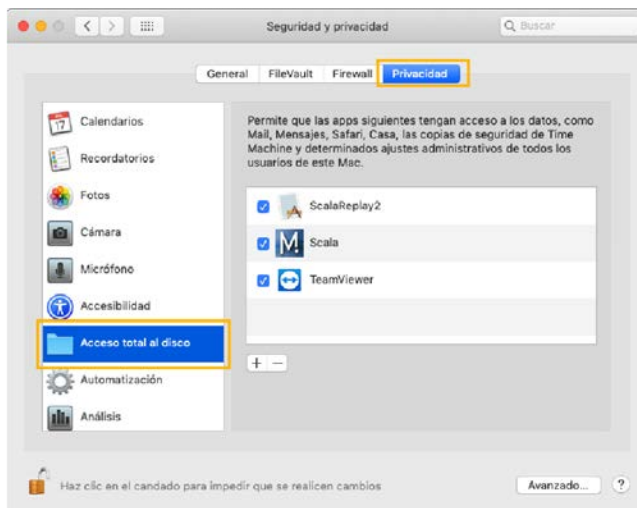 Seguridad y privacidad
Buscar
General FileVault Firewall Privacidad
17 Calendarios
Recordatorios
Fotos
Cámara
Micrófono
Accesibilidad
Acceso total al disco
Automatización
Análisis
Permite que las apps siguientes tengan acceso a los datos, como
Mail, Mensajes, Safari, Casa, las copias de seguridad de Time
Machine y determinados ajustes administrativos de todos los
usuarios de este Mac.
ScalaReplay2
M Scala
TeamViewer
+ −
Haz clic en el candado para impedir que se realicen cambios
Avanzado... ?